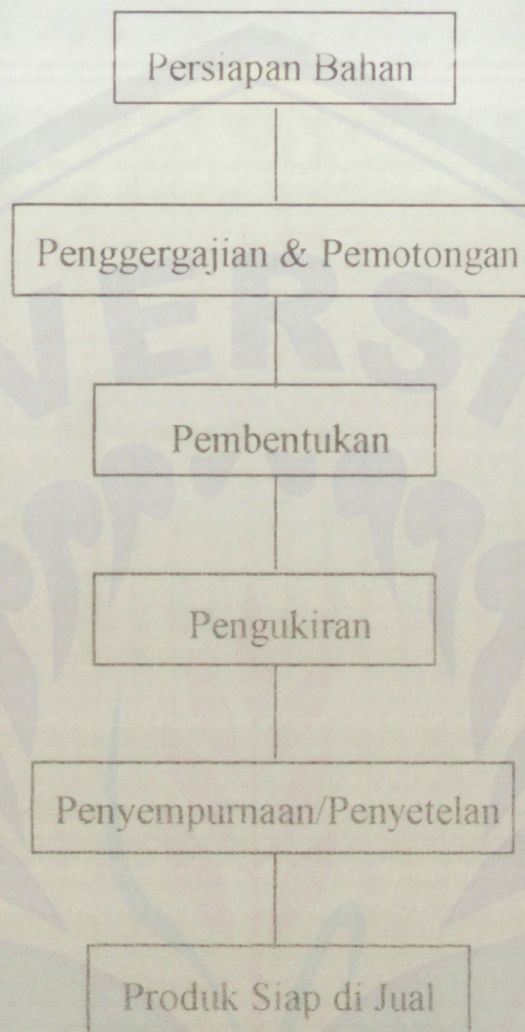 Persiapan Bahan
Penggergajian & Pemotongan
Pembentukan
Pengukiran
Penyempurnaan/Penyetelan
Produk Siap di Jual